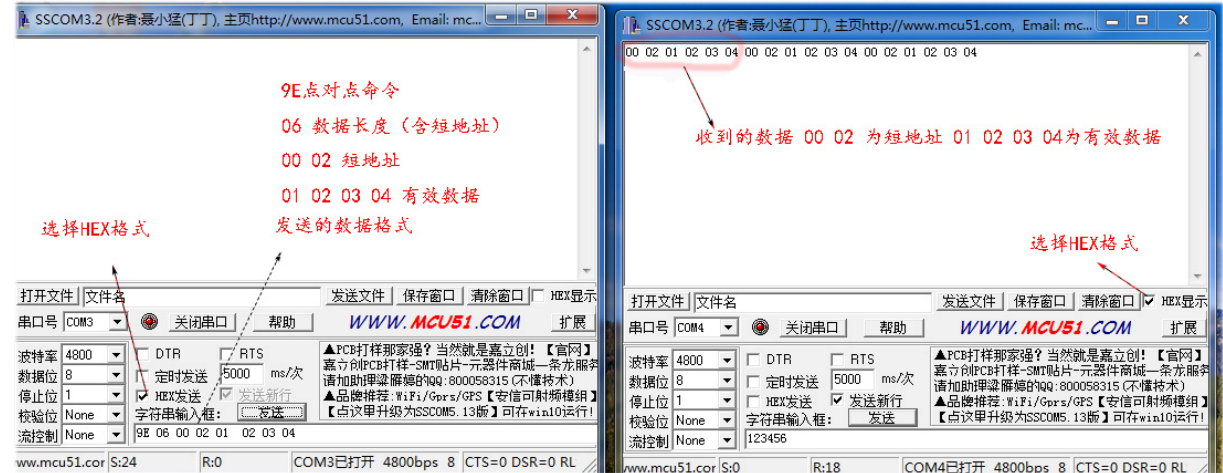 SSCOM3.2 (作者:聂小猛(丁丁), 主页http://www.mcu51.com, Email: mc...
9E点对点命令
06 数据长度（含短地址）
00 02 短地址
01 02 03 04 有效数据
选择HEX格式
发送的数据格式
打开文件 文件名 发送文件 保存窗口 清除窗口 HEX显示
串口号 COM3 关闭串口 帮助 WWW.MCU51.COM 扩展
波特率 4800 DTR RTS
数据位 8 定时发送 5000 ms/次
停止位 1 HEX发送 发送新行
校验位 None 字符串输入框: 发送
流控制 None 9E 06 00 02 01 02 03 04
▲PCB打样那家强? 当然就是嘉立创! 【官网】
嘉立创PCB打样-SMT贴片-元器件商城—条龙服务
请加助理梁雁婷的QQ:800058315(不懂技术)
▲品牌推荐:WiFi/Gprs/GPS【安信可射频模组】
【点这里升级为SSCOM5.13版】可在win10运行!
ww.mcu51.cor S:24 R:0 COM3已打开 4800bps 8 CTS=0 DSR=0 RL
SSCOM3.2 (作者:聂小猛(丁丁), 主页http://www.mcu51.com, Email: mc...
00 02 01 02 03 04 00 02 01 02 03 04 00 02 01 02 03 04
收到的数据 00 02 为短地址 01 02 03 04为有效数据
选择HEX格式
打开文件 文件名 发送文件 保存窗口 清除窗口 HEX显示
串口号 COM4 关闭串口 帮助 WWW.MCU51.COM 扩展
波特率 4800 DTR RTS
数据位 8 定时发送 5000 ms/次
停止位 1 HEX发送 发送新行
校验位 None 字符串输入框: 发送
流控制 None 123456
▲PCB打样那家强? 当然就是嘉立创! 【官网】
嘉立创PCB打样-SMT贴片-元器件商城—条龙服务
请加助理梁雁婷的QQ:800058315(不懂技术)
▲品牌推荐:WiFi/Gprs/GPS【安信可射频模组】
【点这里升级为SSCOM5.13版】可在win10运行!
ww.mcu51.cor S:0 R:18 COM4已打开 4800bps 8 CTS=0 DSR=0 RL